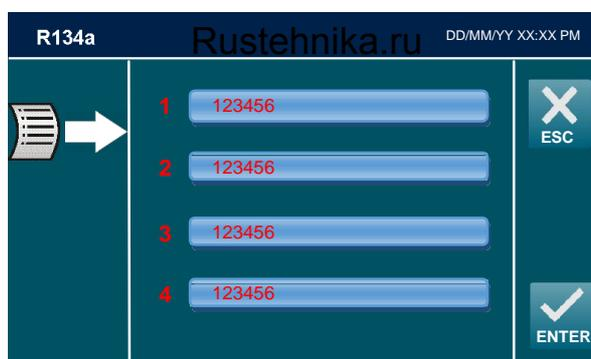 R134a
Rustehnika.ru
DD/MM/YY XX:XX PM
1 123456
2 123456
3 123456
4 123456
ESC
ENTER